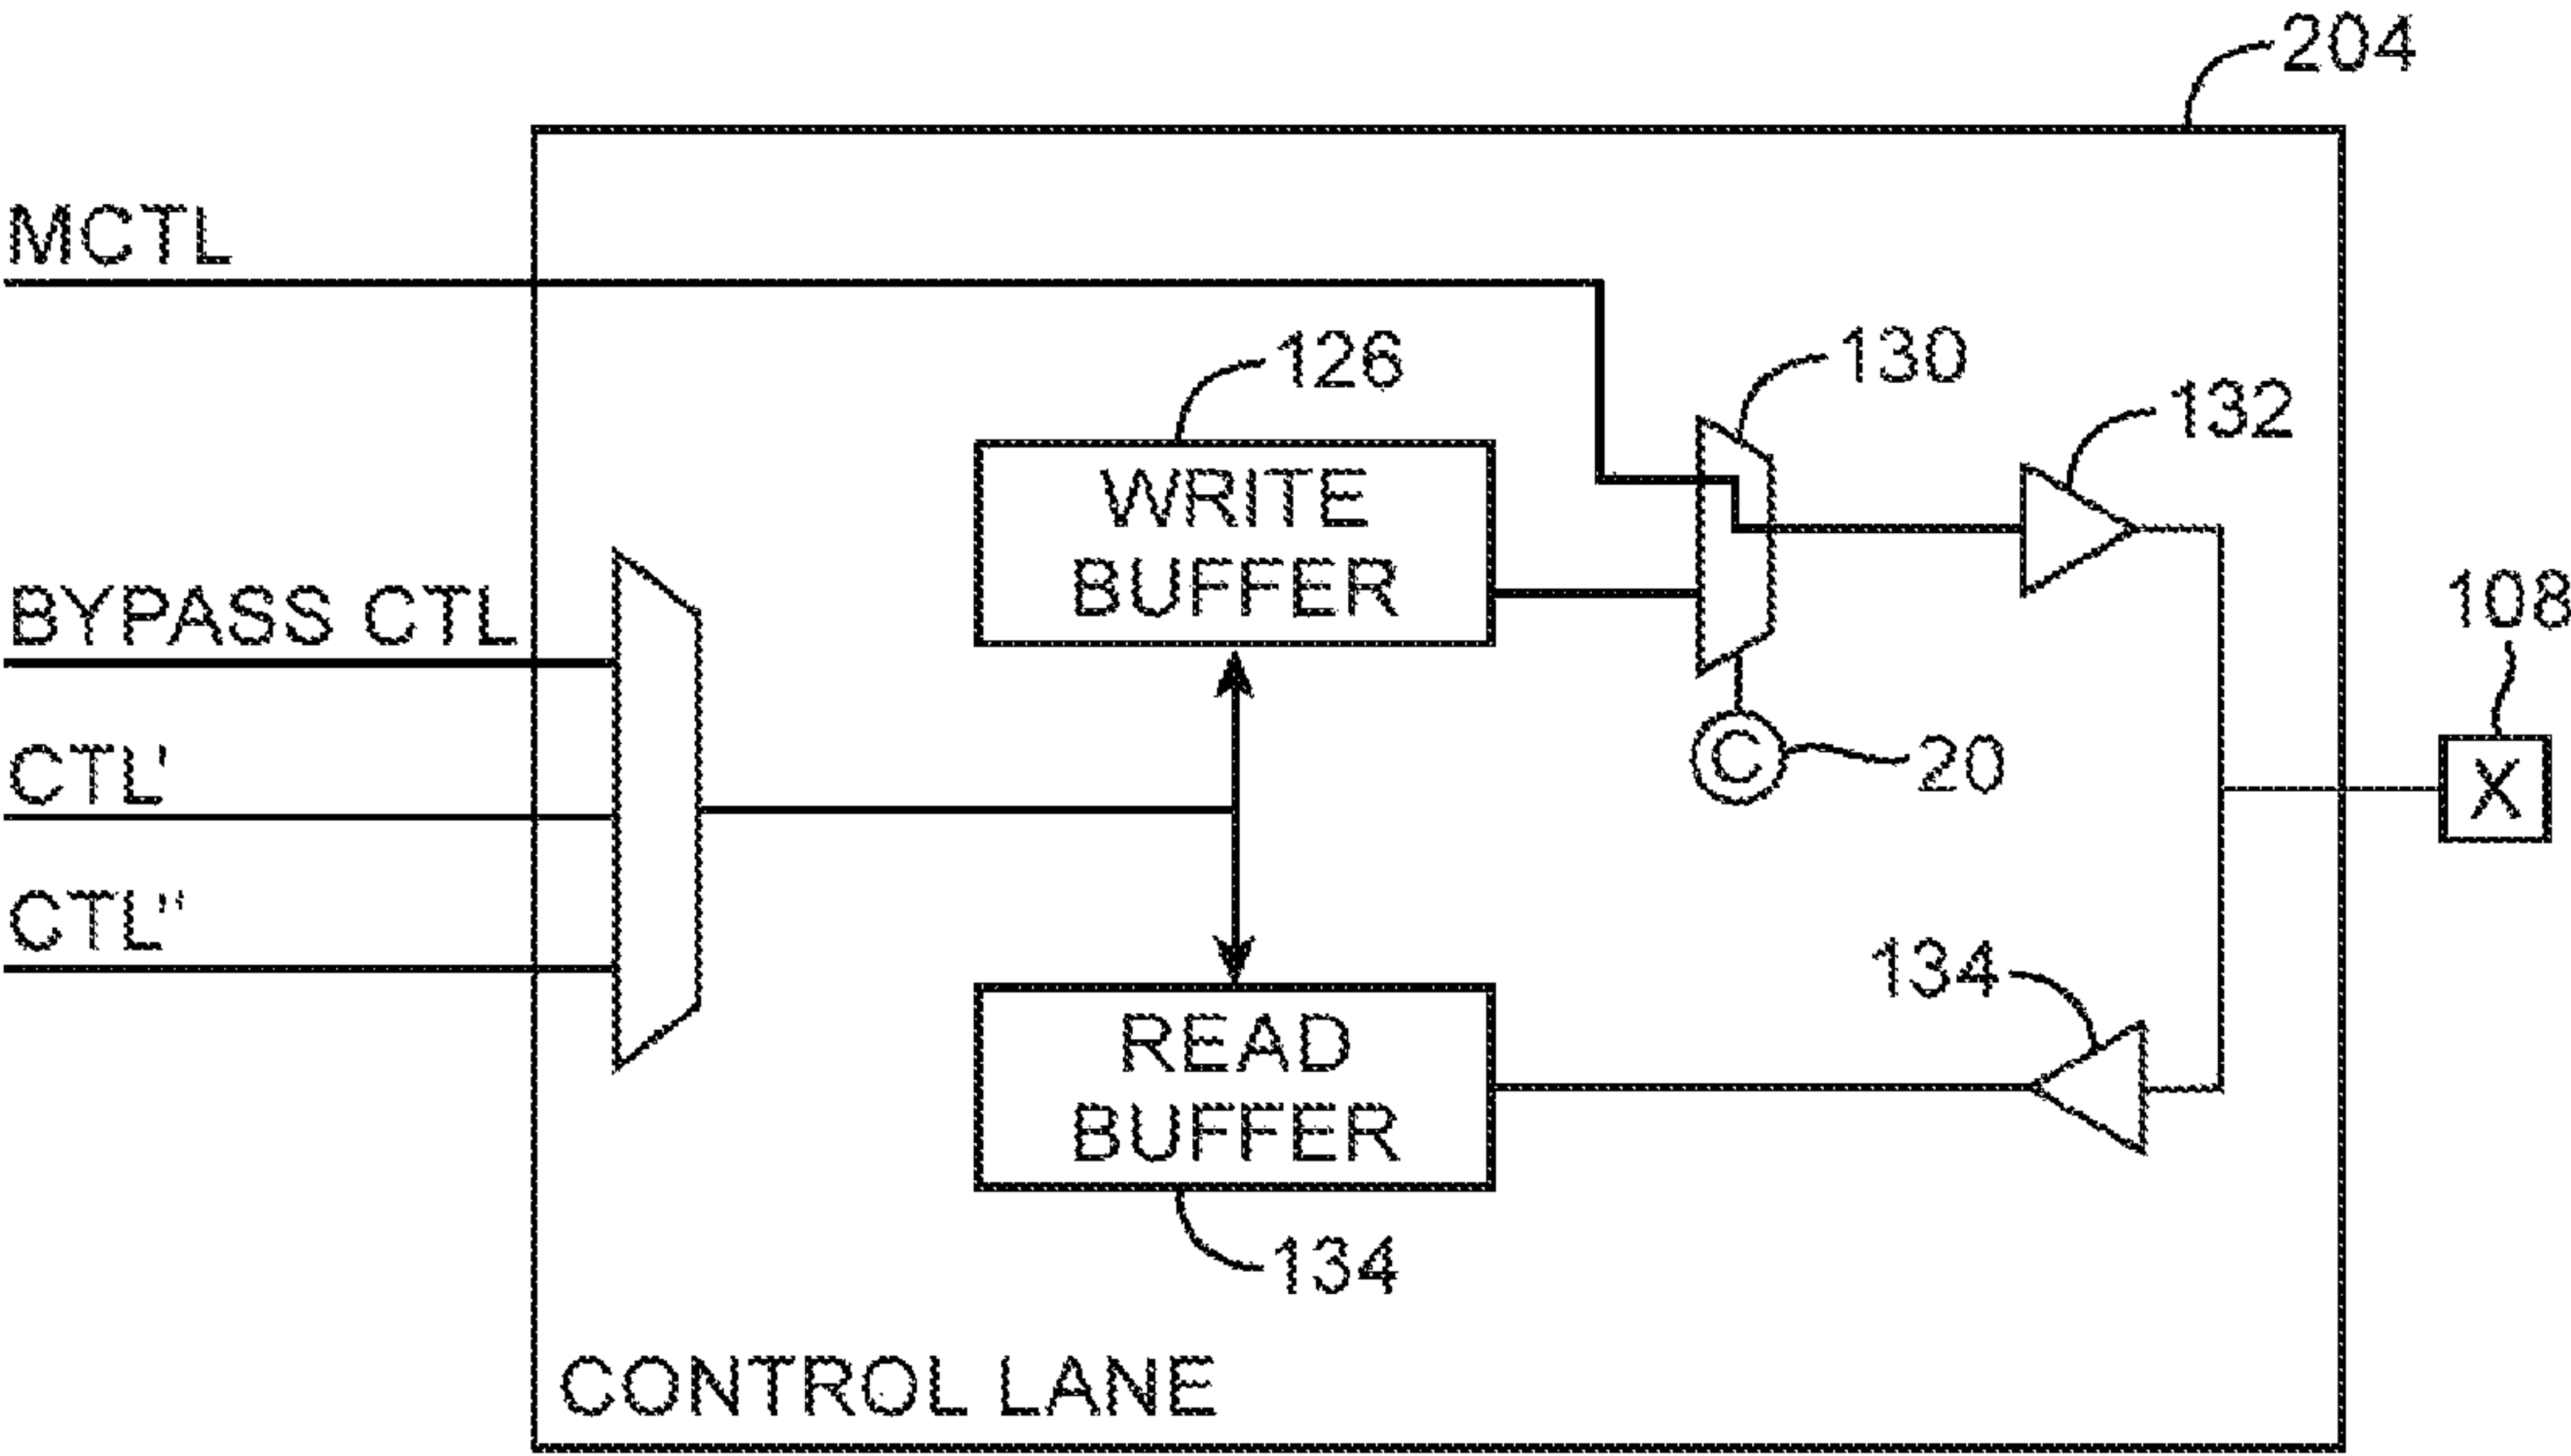 204
MCTL
126
130
132
WRITE
BUFFER
BYPASS CTL
108
CTL'
C
20
X
CTL"
134
READ
BUFFER
134
CONTROL LANE